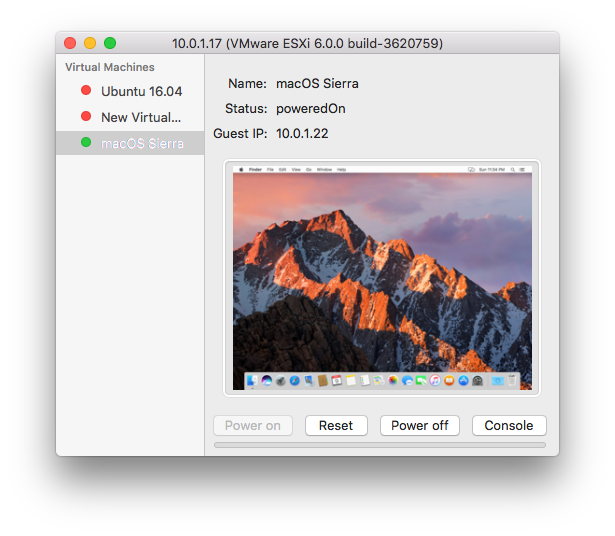 10.0.1.17 (VMware ESXi 6.0.0 build-3620759)
Virtual Machines
Ubuntu 16.04
New Virtual...
macOS Sierra
Name: macOS Sierra
Status: poweredOn
Guest IP: 10.0.1.22
Finder File Edit View Go Window Help
Power on Reset Power off Console